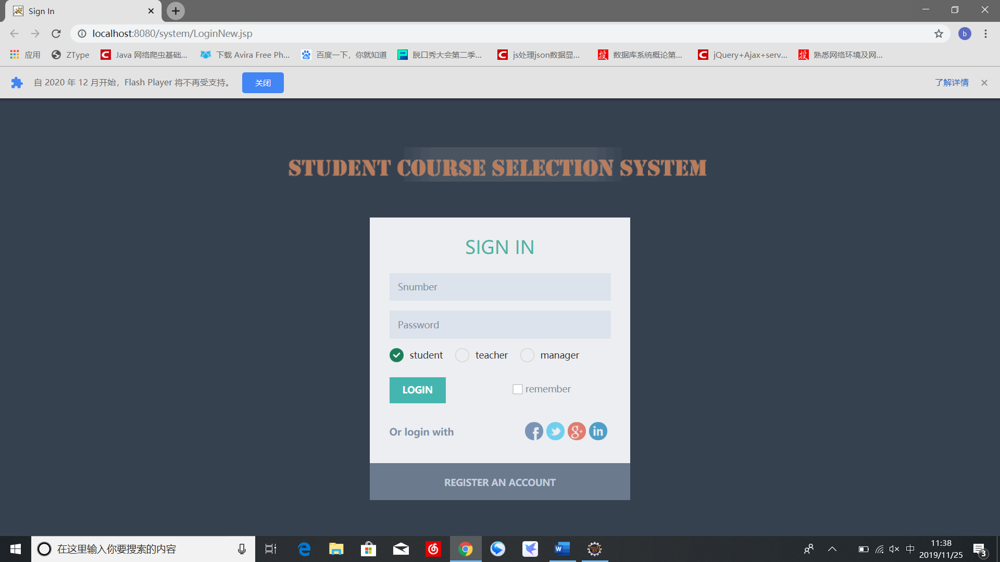 Sign In
localhost:8080/system/LoginNew.jsp
b
应用
ZType
Java 网络爬虫基础...
下载 Avira Free Ph...
百度一下，你就知道
脱口秀大会第二季...
js处理json数据显...
数据库系统概论第...
jQuery+Ajax+serv...
熟悉网络环境及网...
自 2020 年 12 月开始，Flash Player 将不再受支持。
关闭
了解详情
STUDENT COURSE SELECTION SYSTEM
SIGN IN
Snumber
Password
student
teacher
manager
LOGIN
remember
Or login with
REGISTER AN ACCOUNT
在这里输入你要搜索的内容
中
11:38
2019/11/25
3